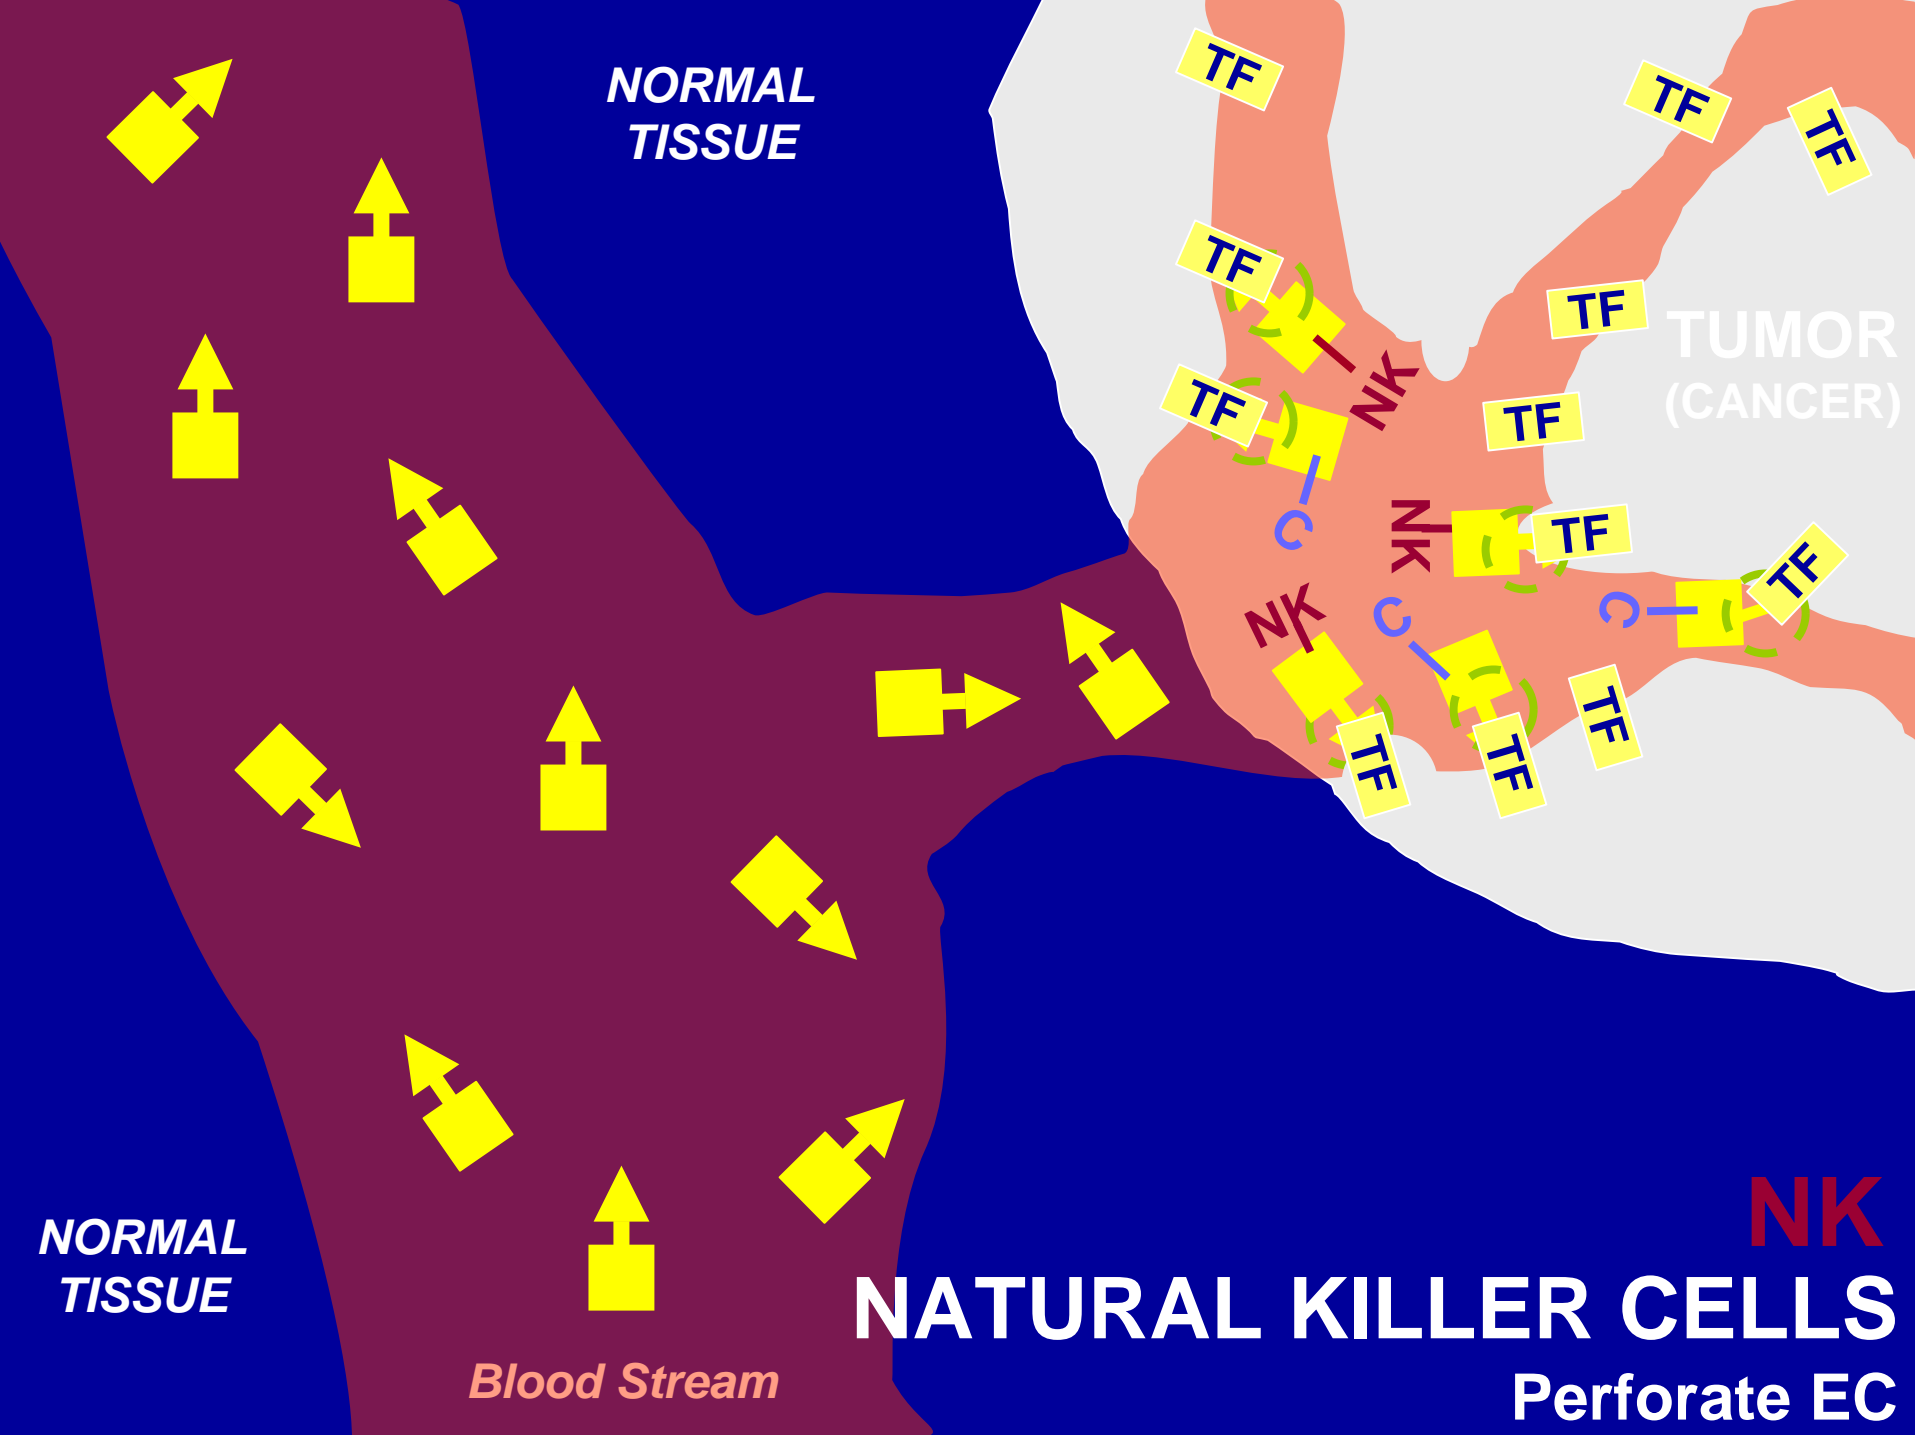 NORMAL
TISSUE
TF
TF
TF
TF
TF
TUMOR
(CANCER)
NK
TF
TF
C
NK
TF
TF
NK
C
C
TF
TF
TF
NK
NORMAL
TISSUE
NATURAL KILLER CELLS
Blood Stream
Perforate EC